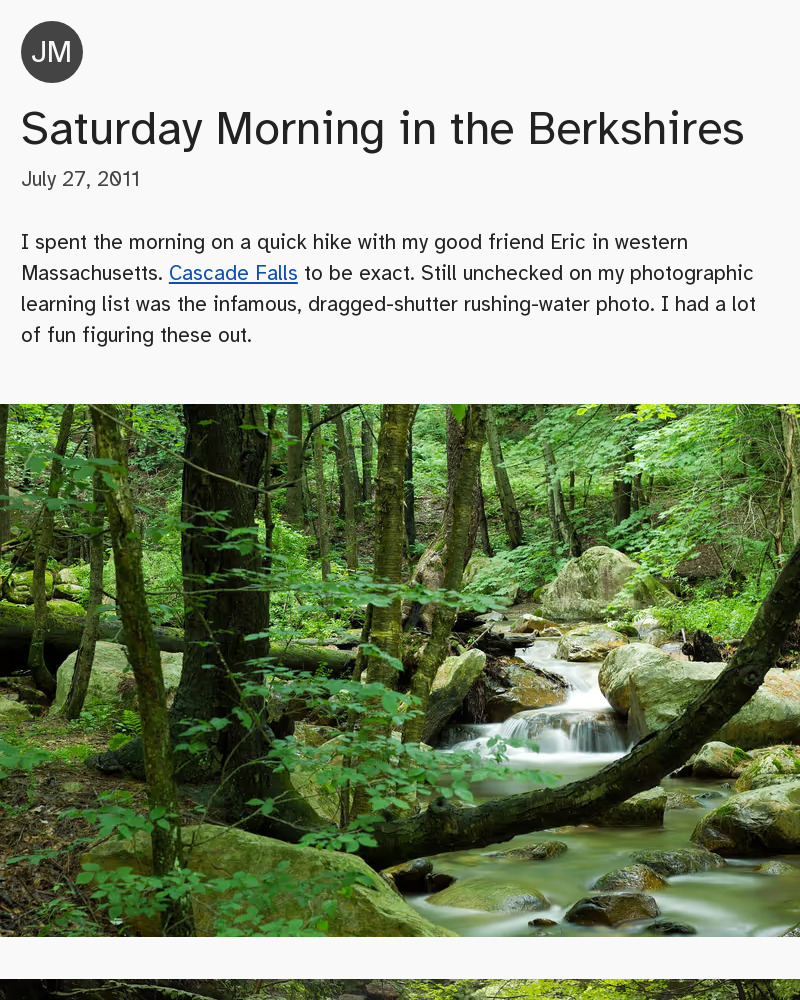 JM
Saturday Morning in the Berkshires
July 27, 2011
I spent the morning on a quick hike with my good friend Eric in western
Massachusetts. Cascade Falls to be exact. Still unchecked on my photographic
learning list was the infamous, dragged-shutter rushing-water photo. I had a lot
of fun figuring these out.